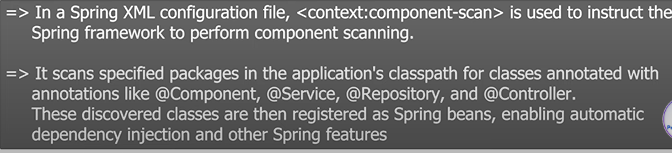 => In a Spring XML configuration file, <context:component-scan> is used to instruct the
Spring framework to perform component scanning.
=> It scans specified packages in the application's classpath for classes annotated with
annotations like @Component, @Service, @Repository, and @Controller.
These discovered classes are then registered as Spring beans, enabling automatic
dependency injection and other Spring features